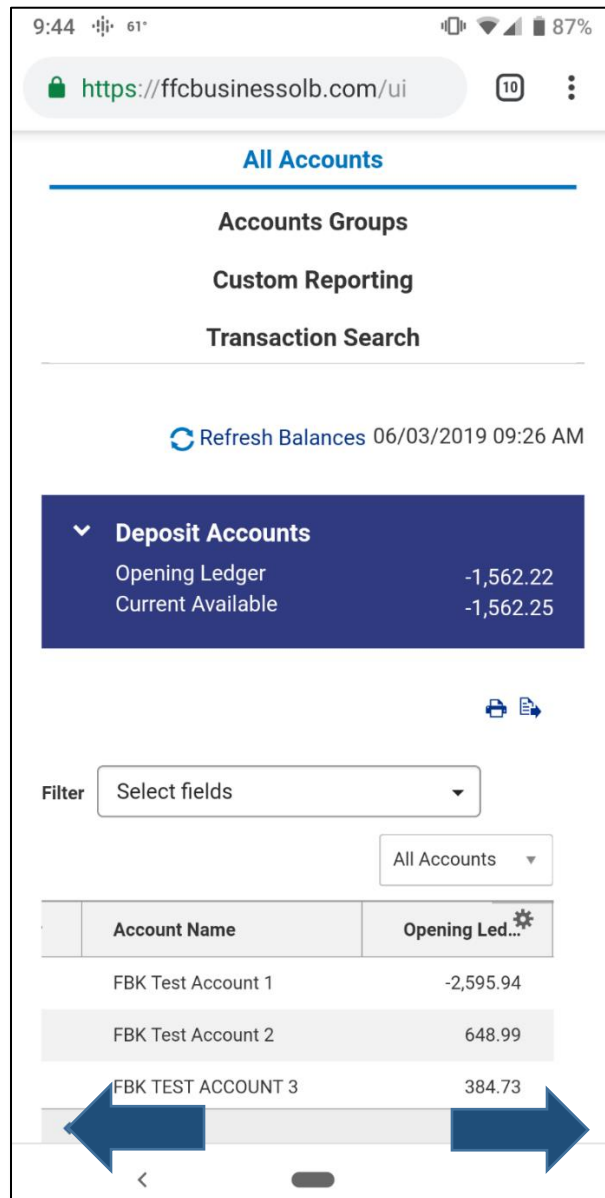 9:44 61° 87%
https://ffcbusinessolb.com/ui 10
All Accounts
Accounts Groups
Custom Reporting
Transaction Search
Refresh Balances 06/03/2019 09:26 AM
Deposit Accounts
Opening Ledger -1,562.22
Current Available -1,562.25
Filter Select fields
All Accounts
Account Name Opening Led...
FBK Test Account 1 -2,595.94
FBK Test Account 2 648.99
FBK TEST ACCOUNT 3 384.73